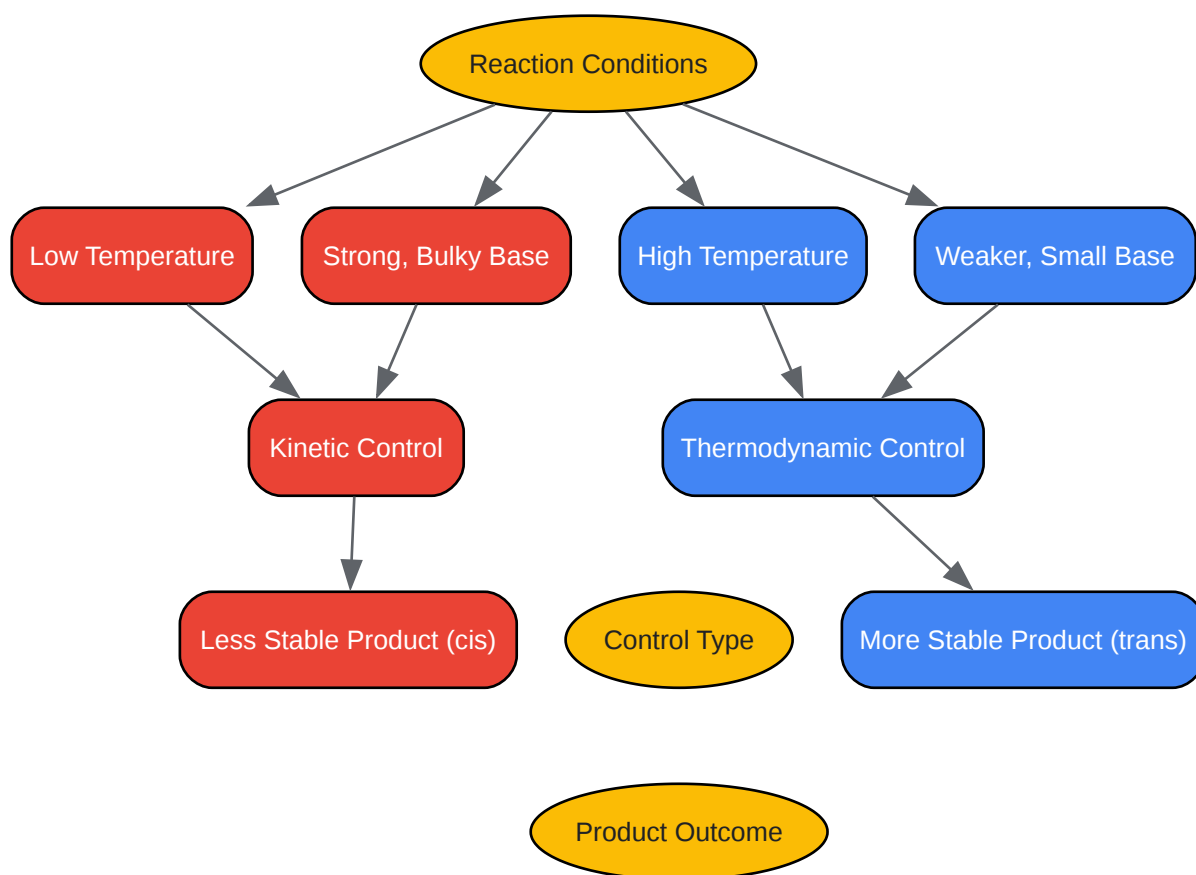 Reaction Conditions
Low Temperature
Strong, Bulky Base
High Temperature
Weaker, Small Base
Kinetic Control
Thermodynamic Control
Less Stable Product (cis)
Control Type
More Stable Product (trans)
Product Outcome